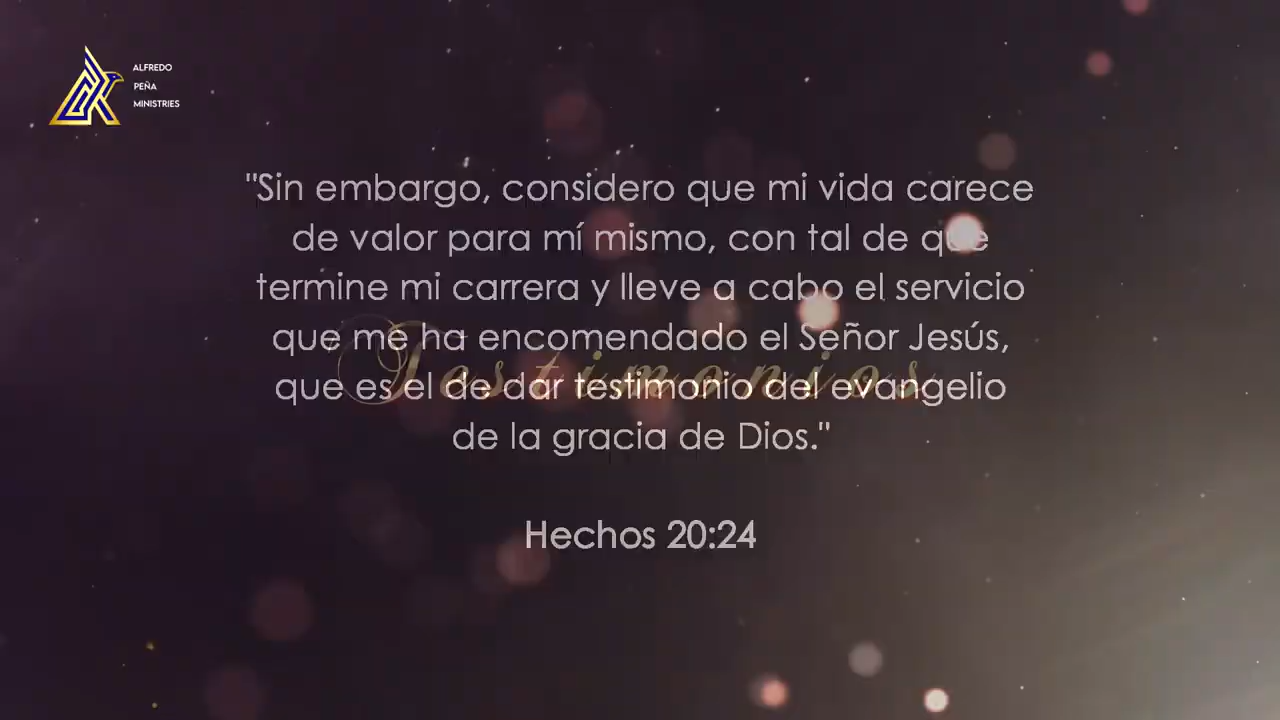 ALFREDO
PEÑA
MINISTRIES
"Sin embargo, considero que mi vida carece
de valor para mí mismo, con tal de que
termine mi carrera y lleve a cabo el servicio
que me ha encomendado el Señor Jesús,
Testimonios
que es el de dar testimonio del evangelio
de la gracia de Dios."
Hechos 20:24